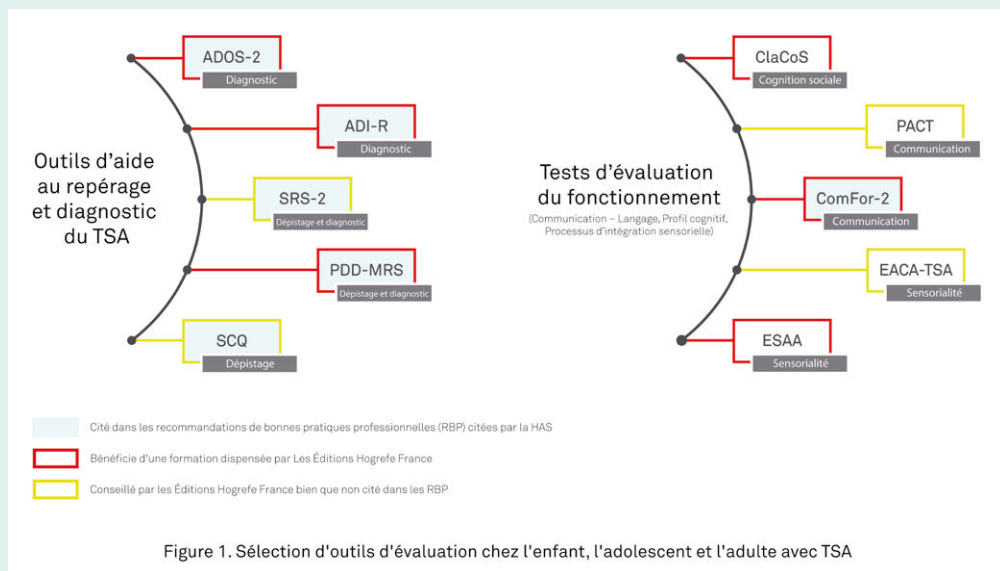 Outils d'aide
au repérage
et diagnostic
du TSA
ADOS-2
Diagnostic
ADI-R
Diagnostic
SRS-2
Dépistage et diagnostic
PDD-MRS
Dépistage et diagnostic
SCQ
Dépistage
Tests d'évaluation
du fonctionnement
(Communication – Langage, Profil cognitif,
Processus d'intégration sensorielle)
ClaCoS
Cognition sociale
PACT
Communication
ComFor-2
Communication
EACA-TSA
Sensorialité
ESAA
Sensorialité
Cité dans les recommandations de bonnes pratiques professionnelles (RBP) citées par la HAS
Bénéficie d'une formation dispensée par Les Éditions Hogrefe France
Conseillé par les Éditions Hogrefe France bien que non cité dans les RBP
Figure 1. Sélection d'outils d'évaluation chez l'enfant, l'adolescent et l'adulte avec TSA